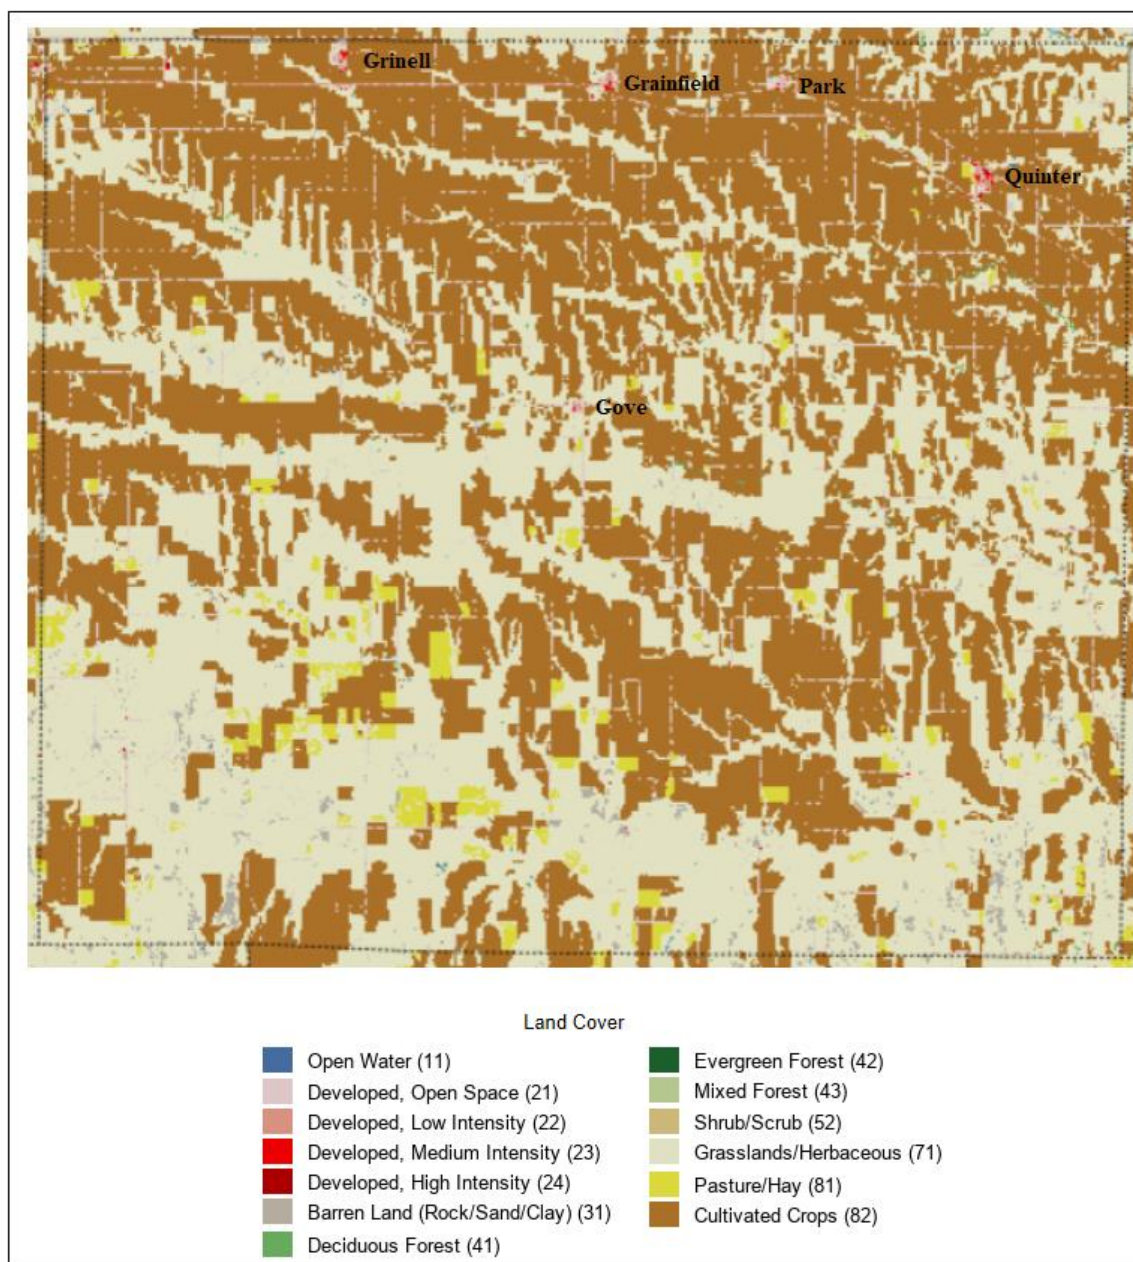 Grinell
Grainfield
Park
Quinter
Gove
Land Cover
Open Water (11)
Developed, Open Space (21)
Developed, Low Intensity (22)
Developed, Medium Intensity (23)
Developed, High Intensity (24)
Barren Land (Rock/Sand/Clay) (31)
Deciduous Forest (41)
Evergreen Forest (42)
Mixed Forest (43)
Shrub/Scrub (52)
Grasslands/Herbaceous (71)
Pasture/Hay (81)
Cultivated Crops (82)